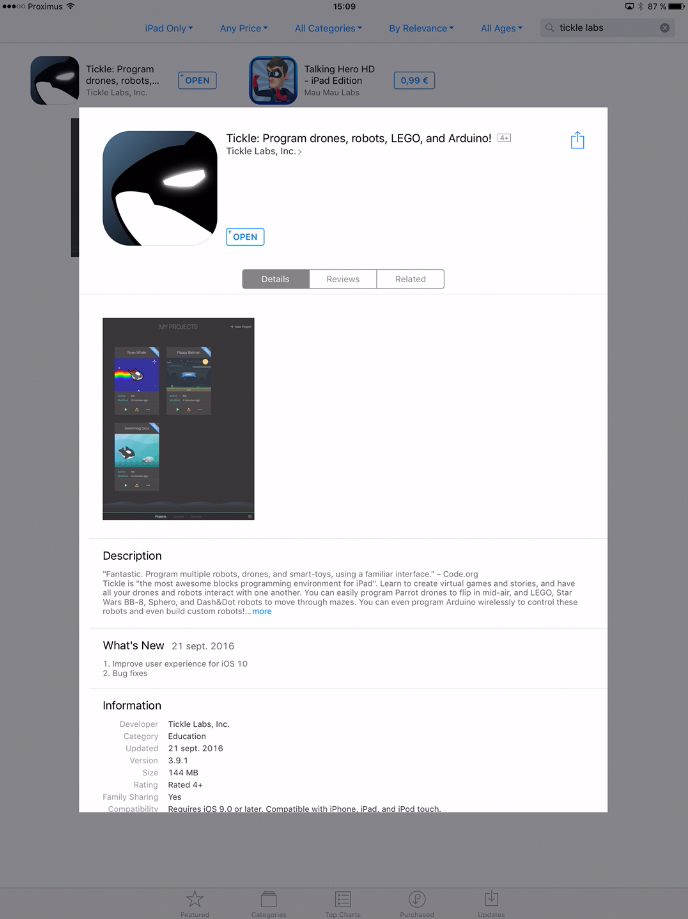 Proximus 15:09 87 %
iPad Only Any Price All Categories By Relevance All Ages tickle labs
Tickle: Program
drones, robots,...
Tickle Labs, Inc.
OPEN
Talking Hero HD
- iPad Edition
Mau Mau Labs
0,99 €
Tickle: Program drones, robots, LEGO, and Arduino! 4+
Tickle Labs, Inc. >
OPEN
Details Reviews Related
MY PROJECTS
+ New Project
Description
"Fantastic. Program multiple robots, drones, and smart-toys, using a familiar interface." – Code.org
Tickle is "the most awesome blocks programming environment for iPad". Learn to create virtual games and stories, and have
all your drones and robots interact with one another. You can easily program Parrot drones to flip in mid-air, and LEGO, Star
Wars BB-8, Sphero, and Dash&Dot robots to move through mazes. You can even program Arduino wirelessly to control these
robots and even build custom robots!... more
What's New 21 sept. 2016
1. Improve user experience for iOS 10
2. Bug fixes
Information
Developer Tickle Labs, Inc.
Category Education
Updated 21 sept. 2016
Version 3.9.1
Size 144 MB
Rating Rated 4+
Family Sharing Yes
Compatibility Requires iOS 9.0 or later. Compatible with iPhone, iPad, and iPod touch.
Featured Categories Top Charts Purchased Updates